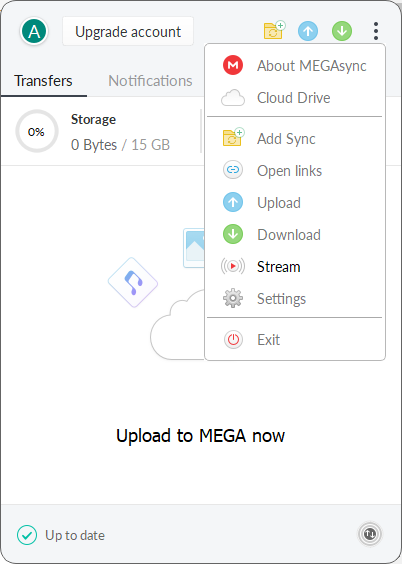 A
Upgrade account
Transfers
Notifications
0%
Storage
0 Bytes / 15 GB
About MEGAsync
Cloud Drive
Add Sync
Open links
Upload
Download
Stream
Settings
Exit
Upload to MEGA now
Up to date